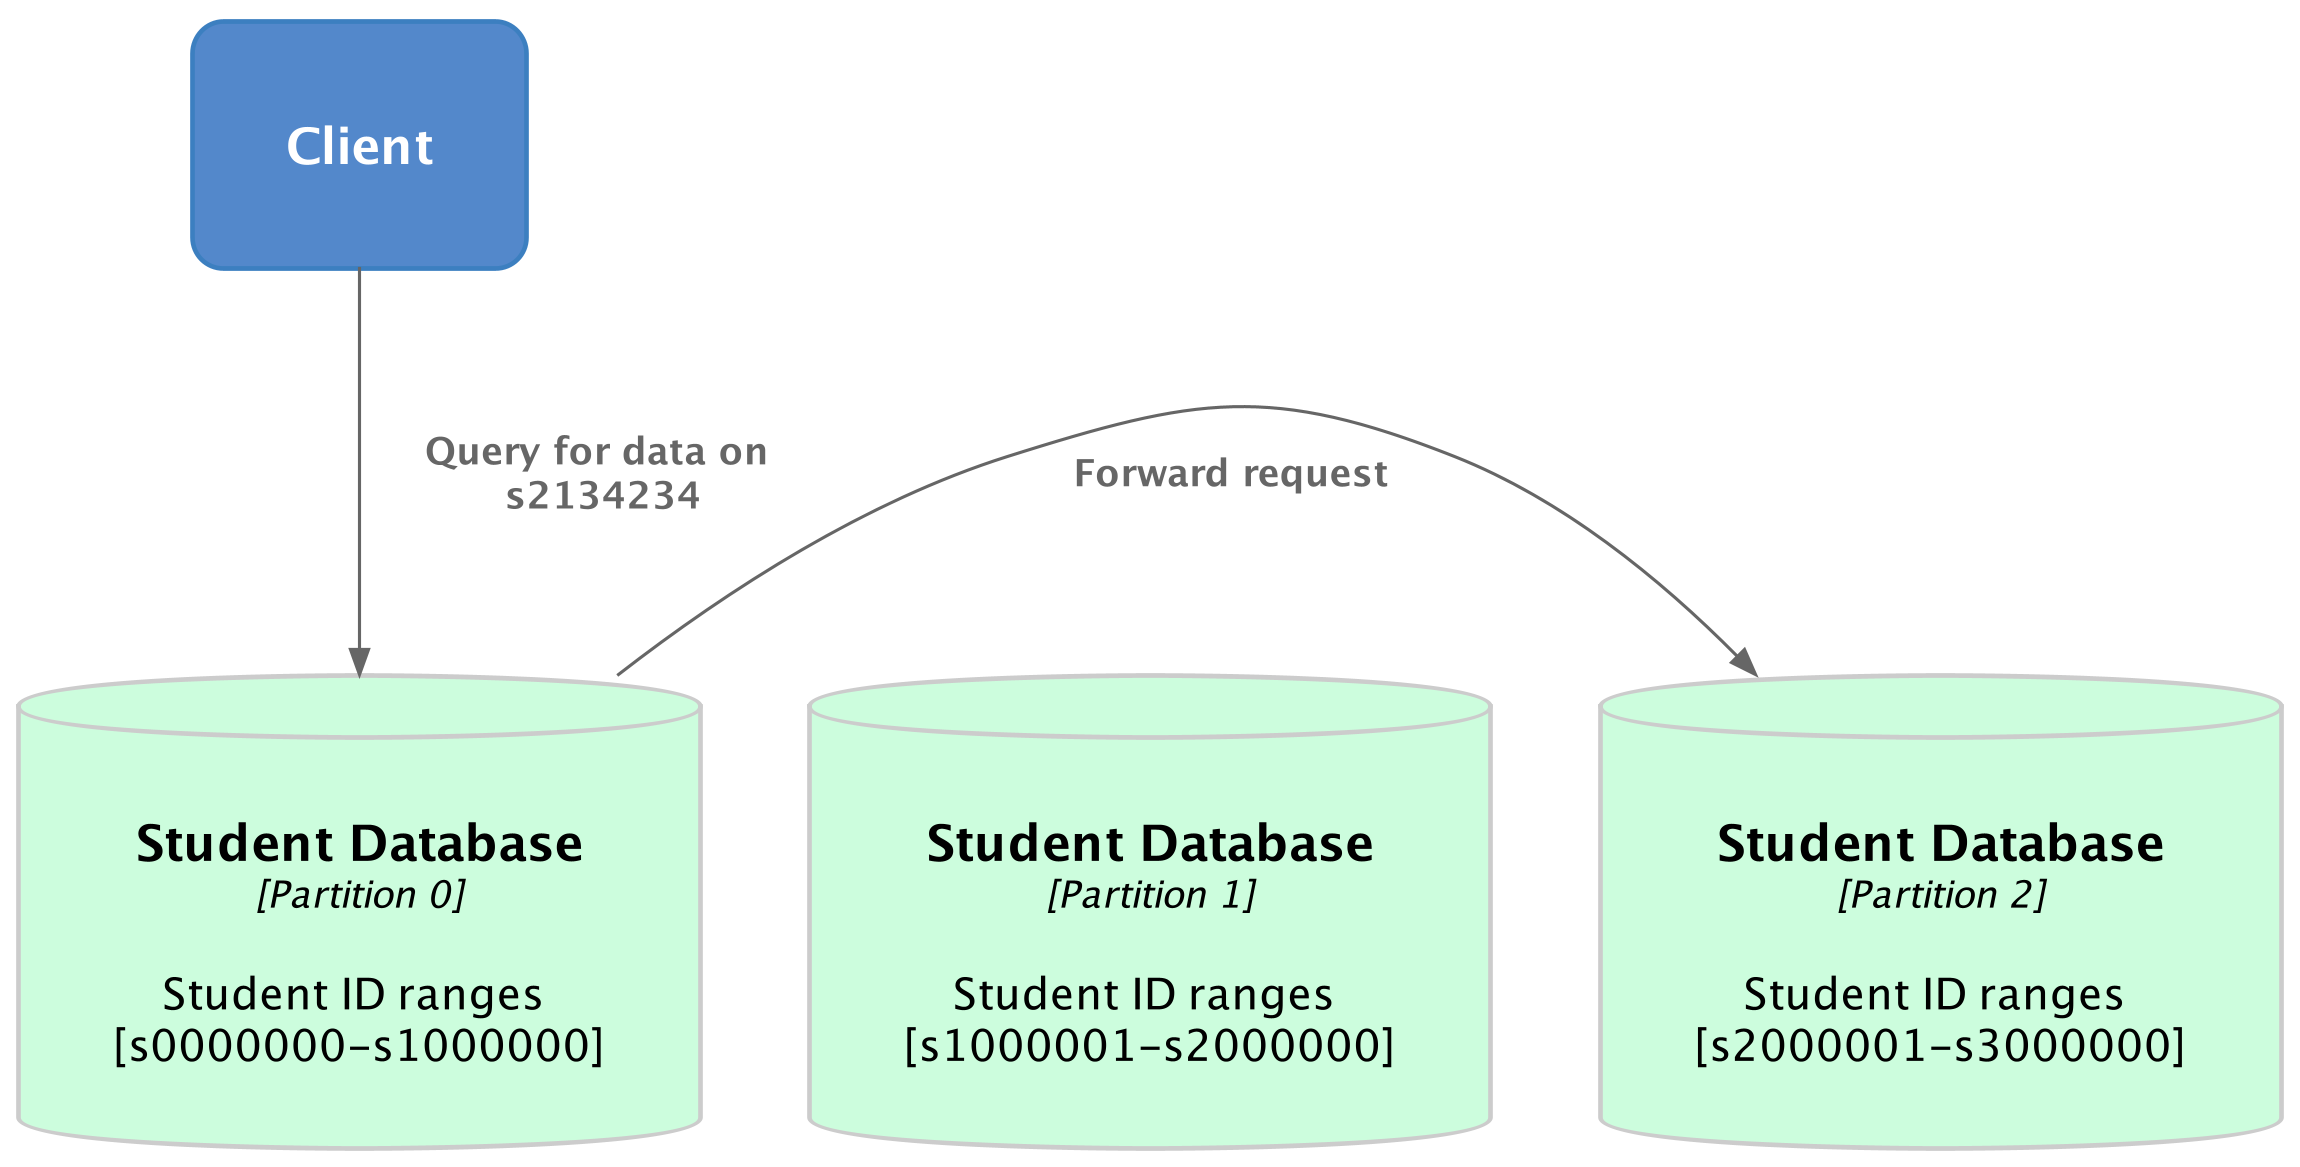 Client
Query for data on
s2134234
Forward request
Student Database
[Partition 0]
Student ID ranges
[s0000000–s1000000]
Student Database
[Partition 1]
Student ID ranges
[s1000001–s2000000]
Student Database
[Partition 2]
Student ID ranges
[s2000001–s3000000]